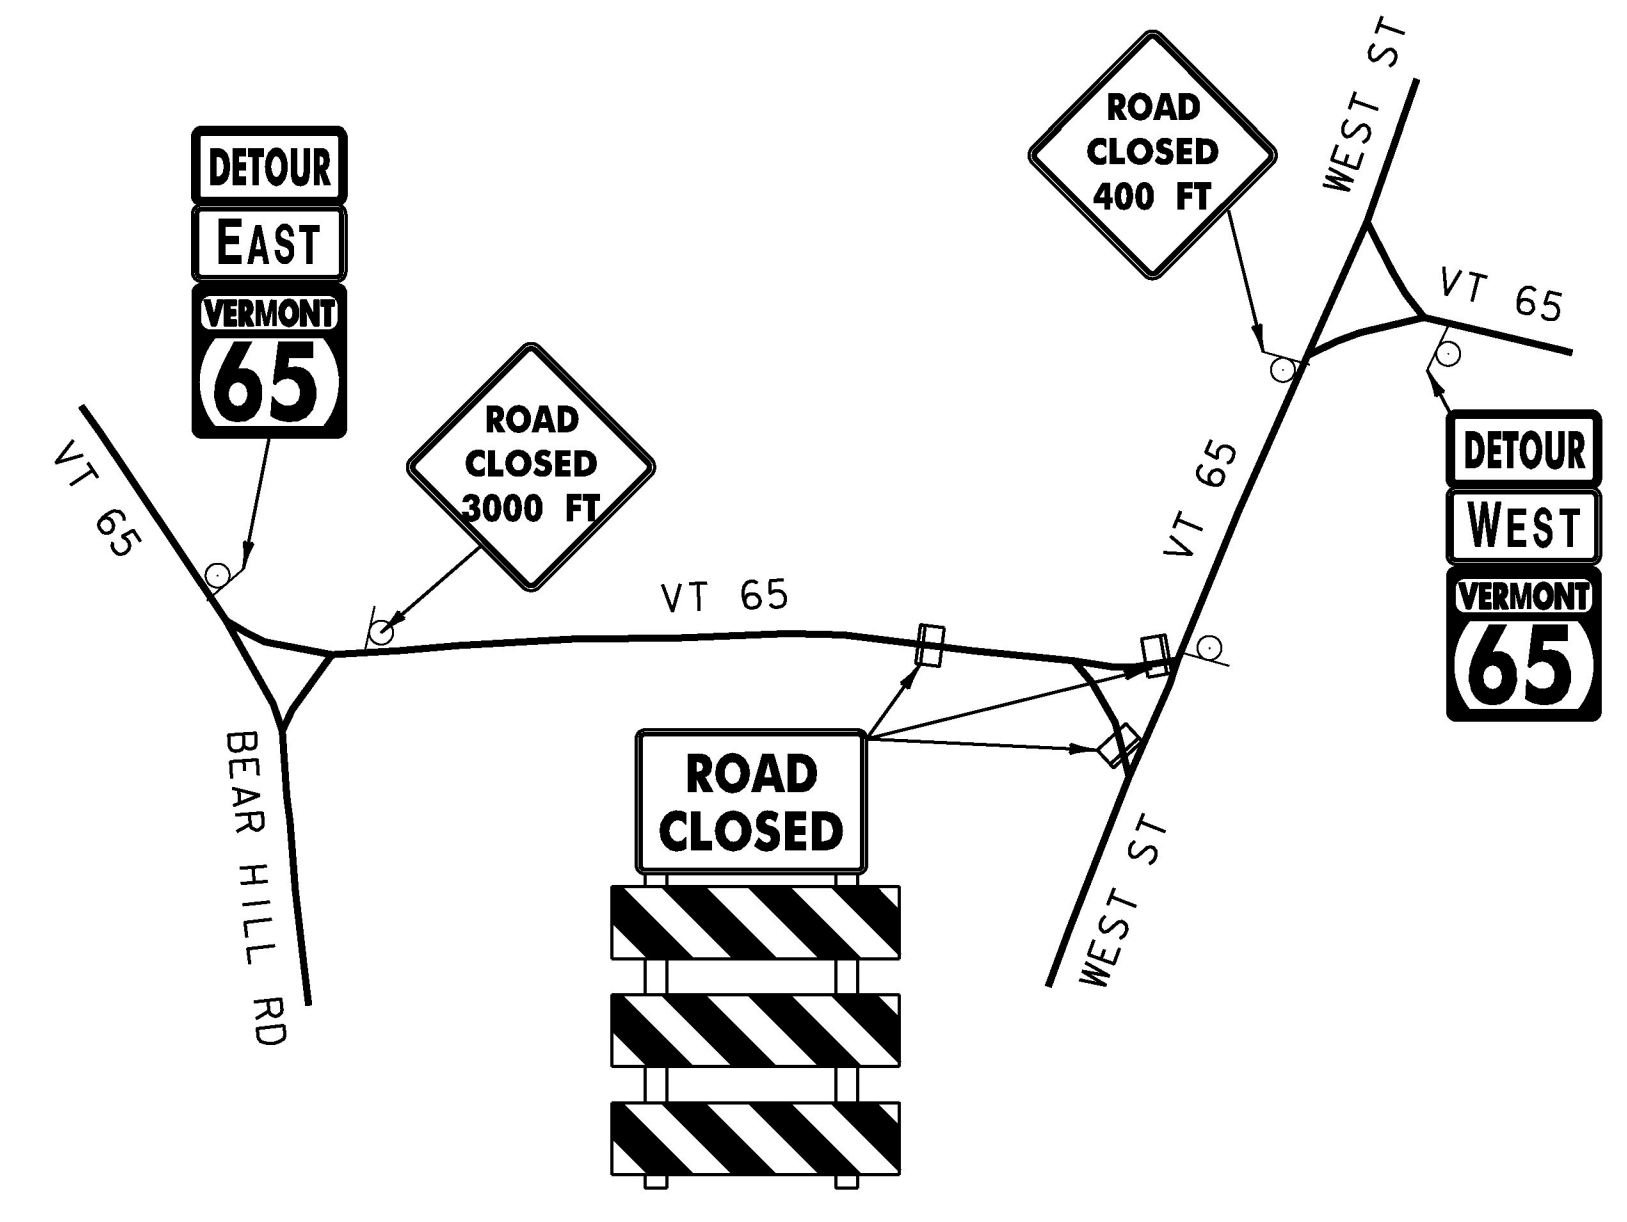 WEST ST
ROAD
CLOSED
400 FT
DETOUR
EAST
VERMONT
65
VT 65
ROAD
CLOSED
3000 FT
VT 65
DETOUR
WEST
VERMONT
65
VT 65
VT 65
ROAD
CLOSED
BEAR HILL RD
WEST ST